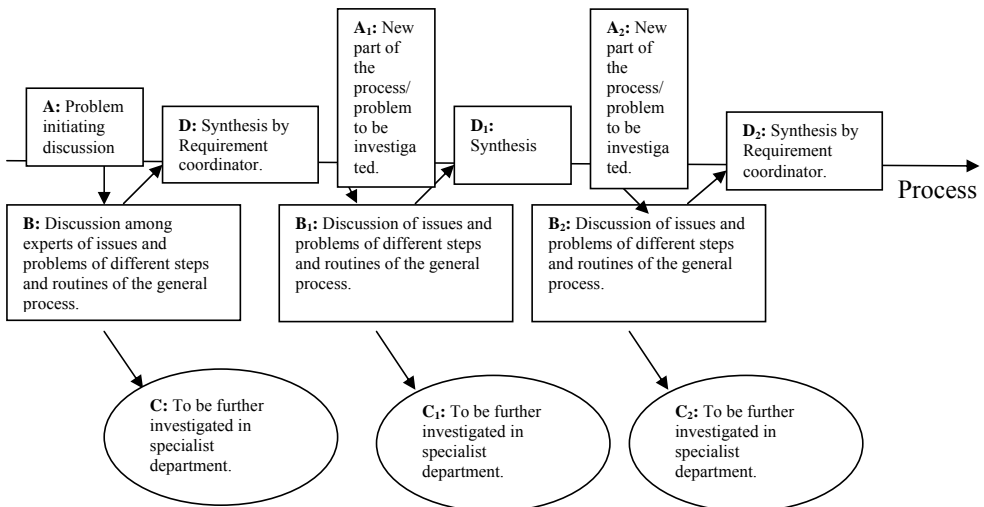 A: Problem
initiating
discussion
D: Synthesis by
Requirement
coordinator.
A₁: New
part of
the
process/
problem
to be
investiga
ted.
D₁:
Synthesis
A₂: New
part of
the
process/
problem
to be
investiga
ted.
D₂: Synthesis by
Requirement
coordinator.
Process
B: Discussion among
experts of issues and
problems of different steps
and routines of the general
process.
B₁: Discussion of issues and
problems of different steps
and routines of the general
process.
B₂: Discussion of issues and
problems of different steps
and routines of the general
process.
C: To be further
investigated in
specialist
department.
C₁: To be further
investigated in
specialist
department.
C₂: To be further
investigated in
specialist
department.